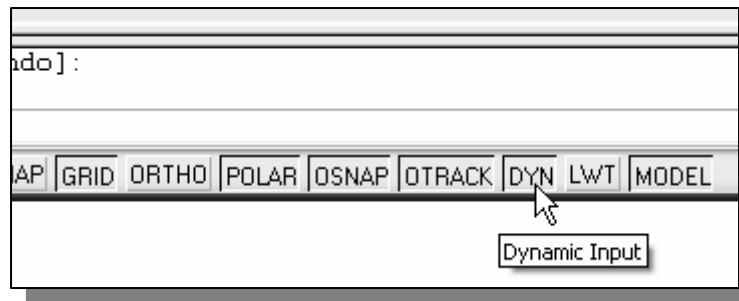 ndo]:
AP GRID ORTHO POLAR OSNAP OTRACK DYN LWT MODEL
Dynamic Input